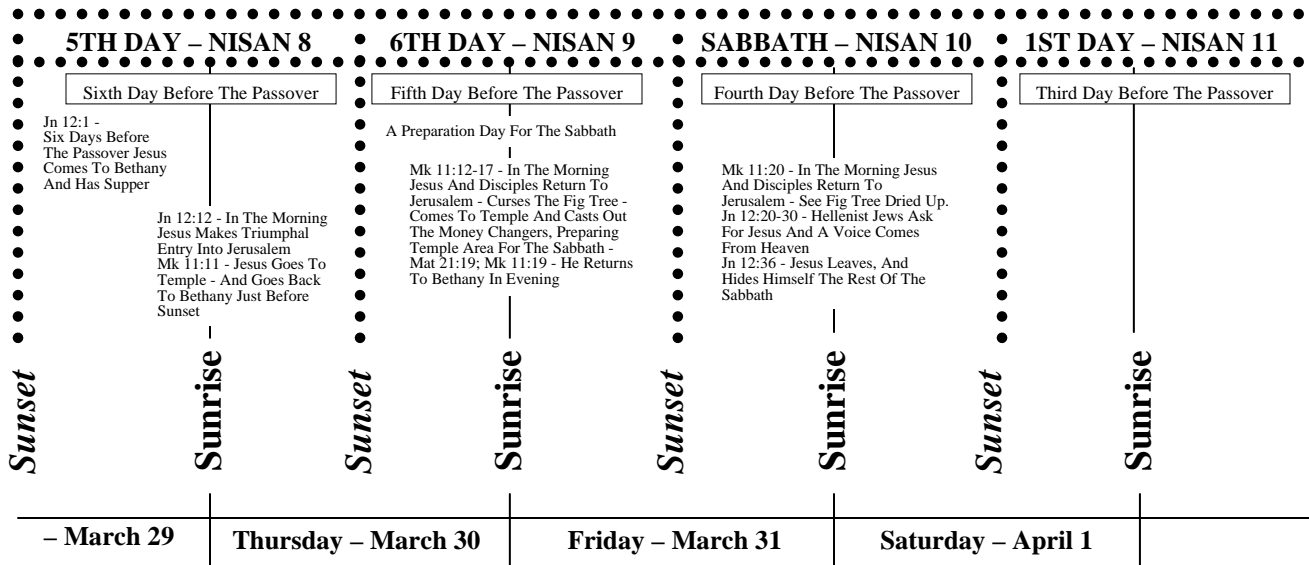 5TH DAY – NISAN 8
6TH DAY – NISAN 9
SABBATH – NISAN 10
1ST DAY – NISAN 11
Sixth Day Before The Passover
Fifth Day Before The Passover
Fourth Day Before The Passover
Third Day Before The Passover
Jn 12:1 -
Six Days Before
The Passover Jesus
Comes To Bethany
And Has Supper
Jn 12:12 - In The Morning
Jesus Makes Triumphal
Entry Into Jerusalem
Mk 11:11 - Jesus Goes To
Temple - And Goes Back
To Bethany Just Before
Sunset
A Preparation Day For The Sabbath
Mk 11:12-17 - In The Morning
Jesus And Disciples Return To
Jerusalem - Curses The Fig Tree -
Comes To Temple And Casts Out
The Money Changers, Preparing
Temple Area For The Sabbath -
Mat 21:19; Mk 11:19 - He Returns
To Bethany In Evening
Mk 11:20 - In The Morning Jesus
And Disciples Return To
Jerusalem - See Fig Tree Dried Up.
Jn 12:20-30 - Hellenist Jews Ask
For Jesus And A Voice Comes
From Heaven
Jn 12:36 - Jesus Leaves, And
Hides Himself The Rest Of The
Sabbath
Sunset
Sunrise
Sunset
Sunrise
Sunset
Sunrise
Sunset
Sunrise
– March 29
Thursday – March 30
Friday – March 31
Saturday – April 1